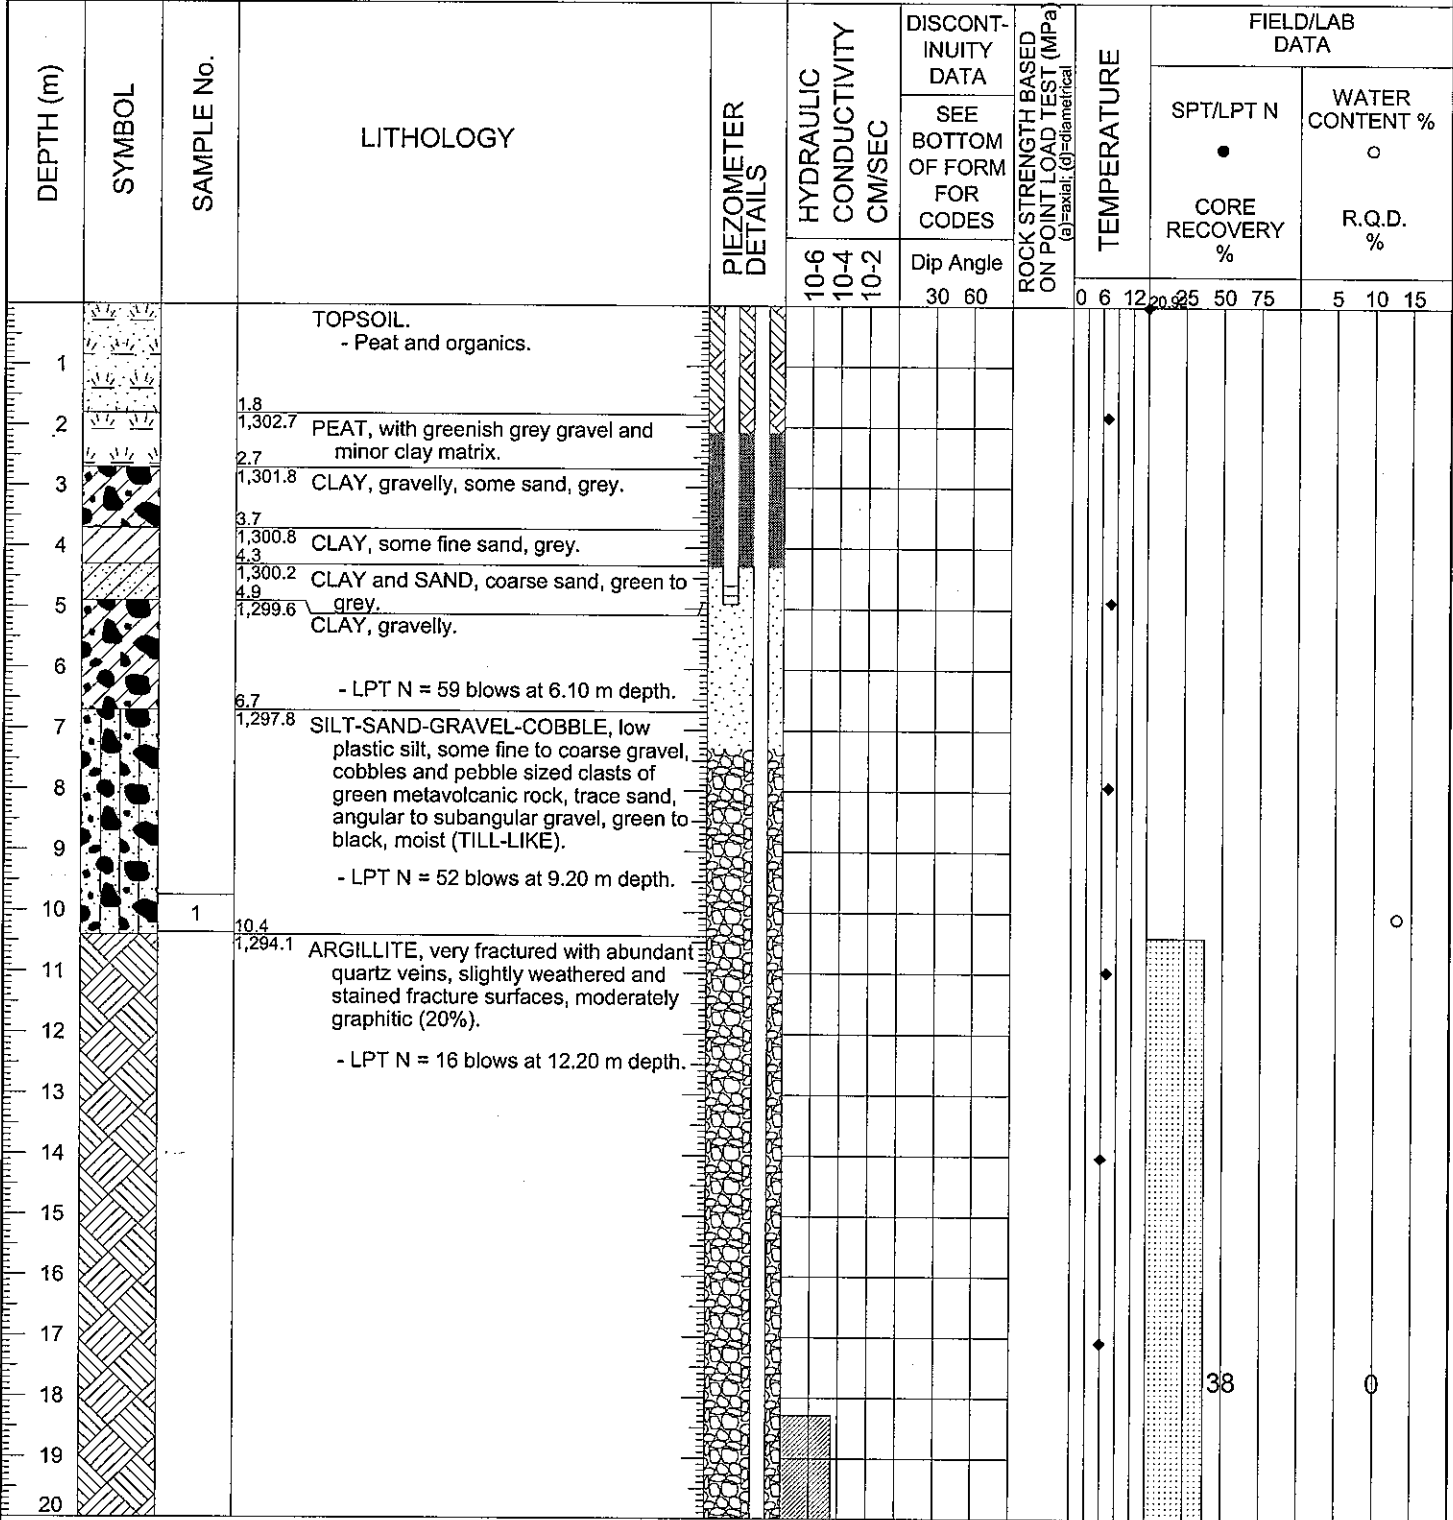 DEPTH (m)
SYMBOL
SAMPLE No.
LITHOLOGY
PIEZOMETER
DETAILS
HYDRAULIC
CONDUCTIVITY
CM/SEC
10-6
10-4
10-2
DISCONT-
INUITY
DATA
SEE
BOTTOM
OF FORM
FOR
CODES
Dip Angle
30 60
ROCK STRENGTH BASED
ON POINT LOAD TEST (MPa)
(a)=axial; (d)=diametrical
TEMPERATURE
0 6 12
FIELD/LAB
DATA
SPT/LPT N
CORE
RECOVERY
%
20.92
25 50 75
WATER
CONTENT %
R.Q.D.
%
5 10 15
TOPSOIL.
- Peat and organics.
1
1.8
1,302.7
2
PEAT, with greenish grey gravel and
minor clay matrix.
2.7
1,301.8
3
CLAY, gravelly, some sand, grey.
3.7
1,300.8
4
CLAY, some fine sand, grey.
4.3
1,300.2
CLAY and SAND, coarse sand, green to
grey.
4.9
1,299.6
5
CLAY, gravelly.
6
- LPT N = 59 blows at 6.10 m depth.
6.7
1,297.8
7
SILT-SAND-GRAVEL-COBBLE, low
plastic silt, some fine to coarse gravel,
cobbles and pebble sized clasts of
8
green metavolcanic rock, trace sand,
angular to subangular gravel, green to
black, moist (TILL-LIKE).
9
- LPT N = 52 blows at 9.20 m depth.
10
1
10.4
1,294.1
ARGILLITE, very fractured with abundant
11
quartz veins, slightly weathered and
stained fracture surfaces, moderately
graphitic (20%).
12
- LPT N = 16 blows at 12.20 m depth.
13
14
15
16
17
18
38
0
19
20